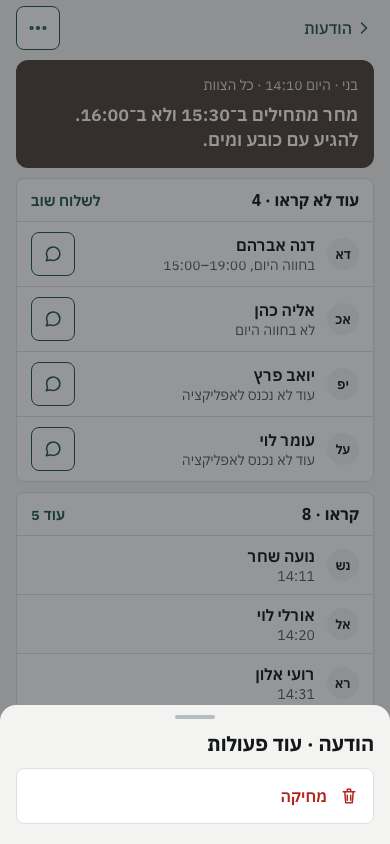 הודעות
בני · היום 14:10 · כל הצוות
מחר מתחילים ב־15:30 ולא ב־16:00.
להגיע עם כובע ומים.
עוד לא קראו · 4
לשלוח שוב
דא
דנה אברהם
בחווה היום, 15:00–19:00
אכ
אליה כהן
לא בחווה היום
יפ
יואב פרץ
עוד לא נכנס לאפליקציה
על
עומר לוי
עוד לא נכנס לאפליקציה
קראו · 8
עוד 5
נש
נועה שחר
14:11
אל
אורלי לוי
14:20
רא
רועי אלון
14:31
הודעה · עוד פעולות
מחיקה